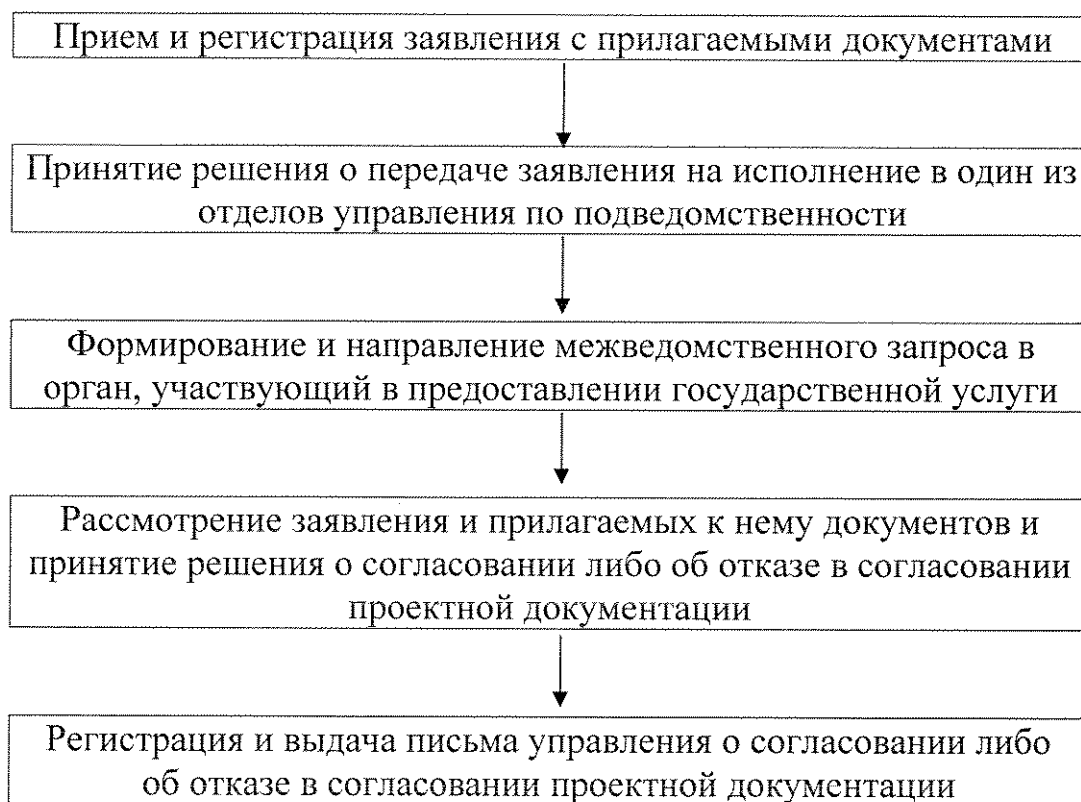 Прием и регистрация заявления с прилагаемыми документами
Принятие решения о передаче заявления на исполнение в один из
отделов управления по подведомственности
Формирование и направление межведомственного запроса в
орган, участвующий в предоставлении государственной услуги
Рассмотрение заявления и прилагаемых к нему документов и
принятие решения о согласовании либо об отказе в согласовании
проектной документации
Регистрация и выдача письма управления о согласовании либо
об отказе в согласовании проектной документации